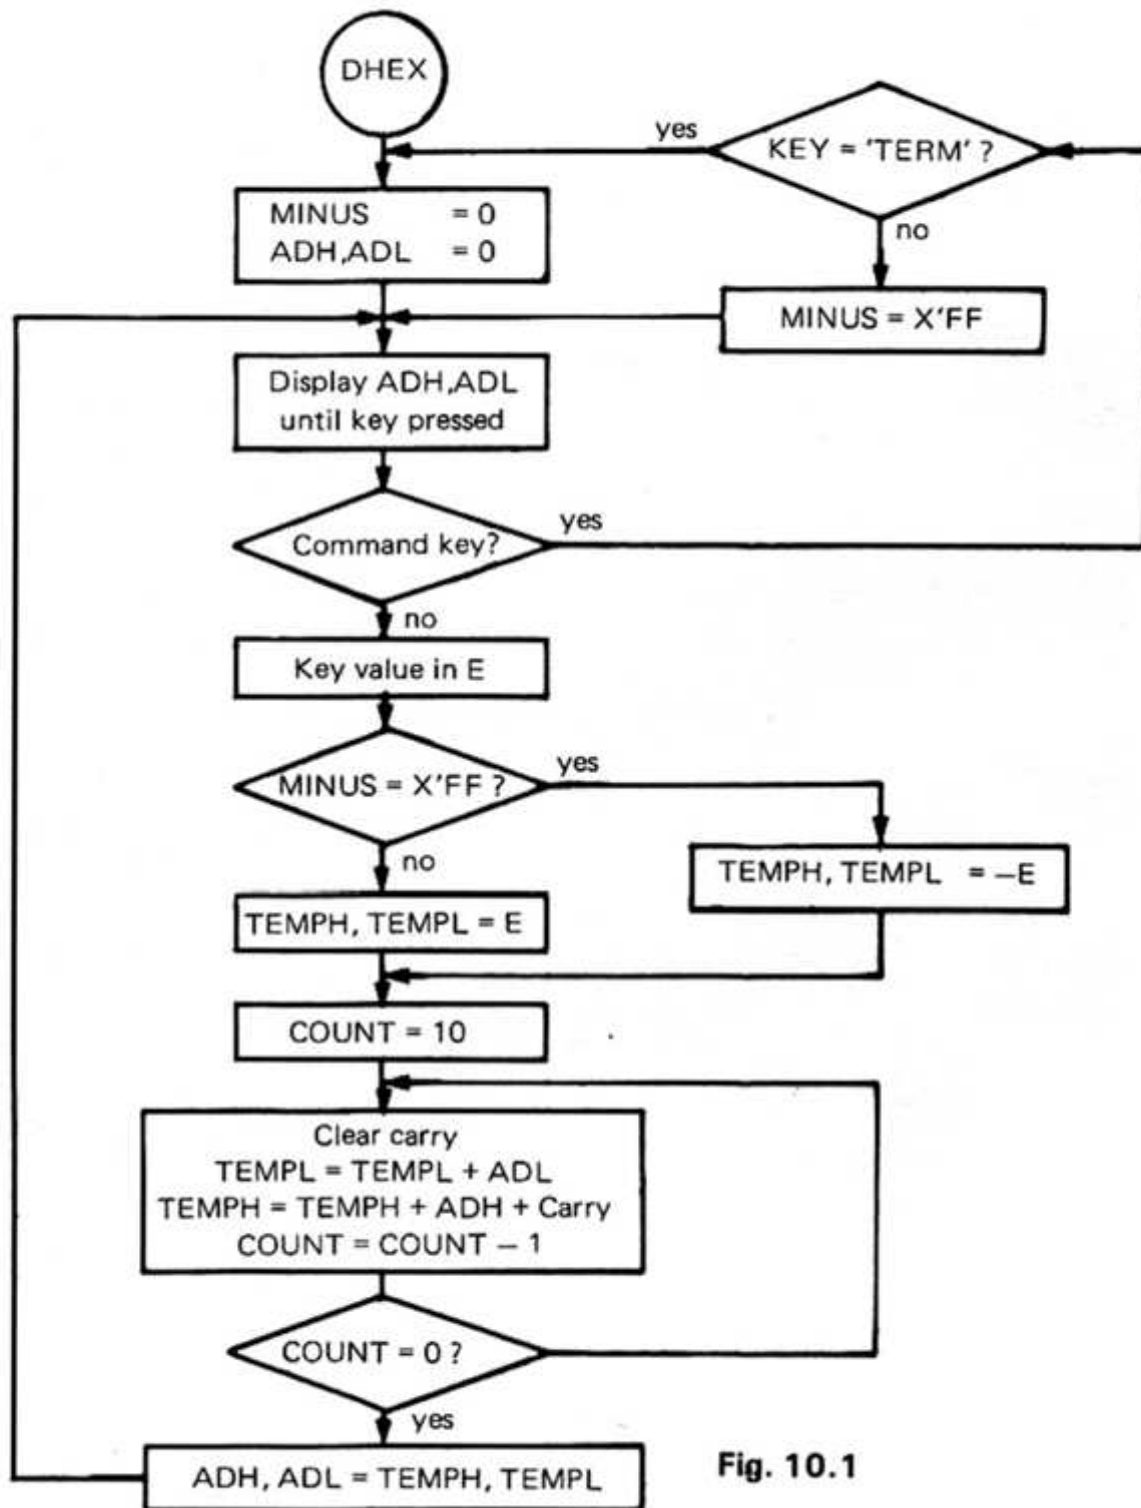 DHEX
yes
KEY = 'TERM' ?
no
MINUS = 0
ADH,ADL = 0
MINUS = X'FF
Display ADH,ADL
until key pressed
Command key?
yes
no
Key value in E
MINUS = X'FF ?
yes
no
TEMPH, TEMPL = –E
TEMPH, TEMPL = E
COUNT = 10
Clear carry
TEMPL = TEMPL + ADL
TEMPH = TEMPH + ADH + Carry
COUNT = COUNT – 1
COUNT = 0 ?
yes
ADH, ADL = TEMPH, TEMPL
Fig. 10.1